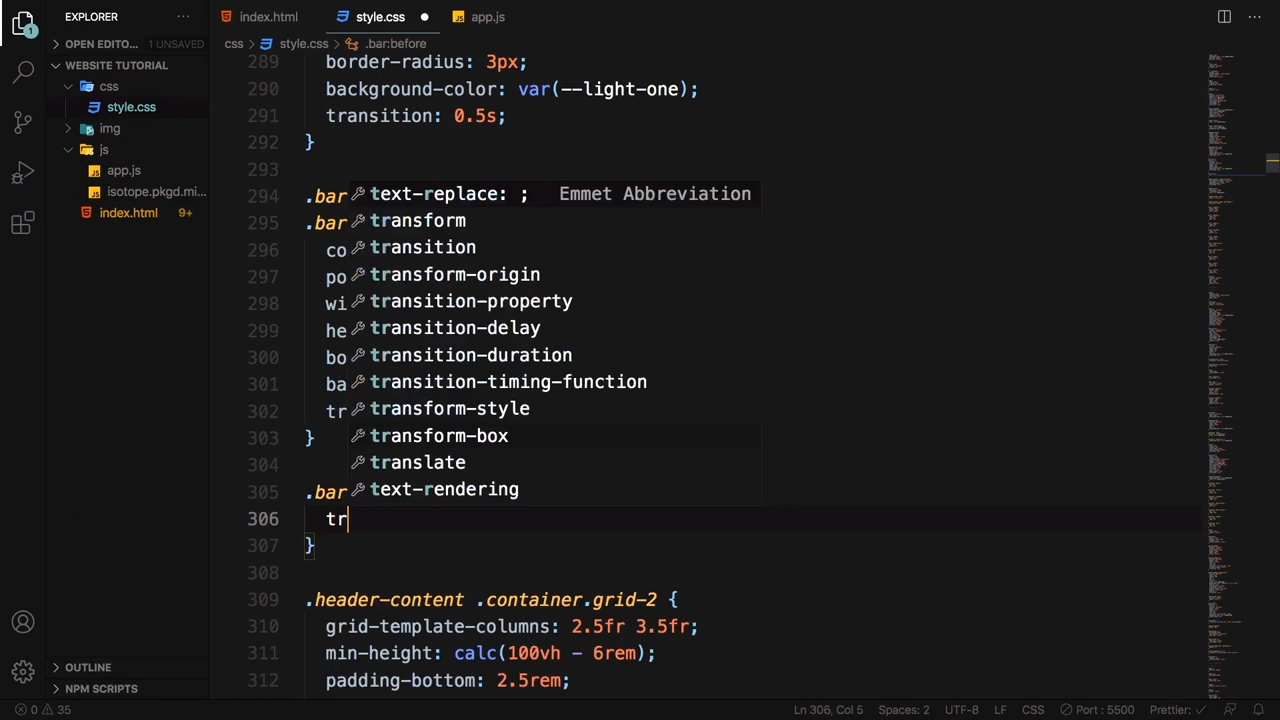 EXPLORER
index.html
style.css
app.js
OPEN EDITO... 1 UNSAVED
css > style.css > .bar:before
WEBSITE TUTORIAL
css
style.css
img
js
app.js
isotope.pkgd.mi...
index.html 9+
289 border-radius: 3px;
290 background-color: var(--light-one);
291 transition: 0.5s;
292 }
293
294 .bar
.bar
296 co
297 po
298 wi
299 he
300 bo
301 ba
302 tr
303 }
304
305 .bar
306 tr
307 }
308
309 .header-content .container.grid-2 {
310 grid-template-collmns: 2.5fr 3.5fr;
311 min-height: calc(100vh - 6rem);
312 padding-bottom: 2.5rem;
text-replace: ; Emmet Abbreviation
transform
transition
transform-origin
transition-property
transition-delay
transition-duration
transition-timing-function
transform-style
transform-box
translate
text-rendering
OUTLINE
NPM SCRIPTS
0 35
Ln 306, Col 5
Spaces: 2
UTF-8
LF
CSS
Port : 5500
Prettier: ✓